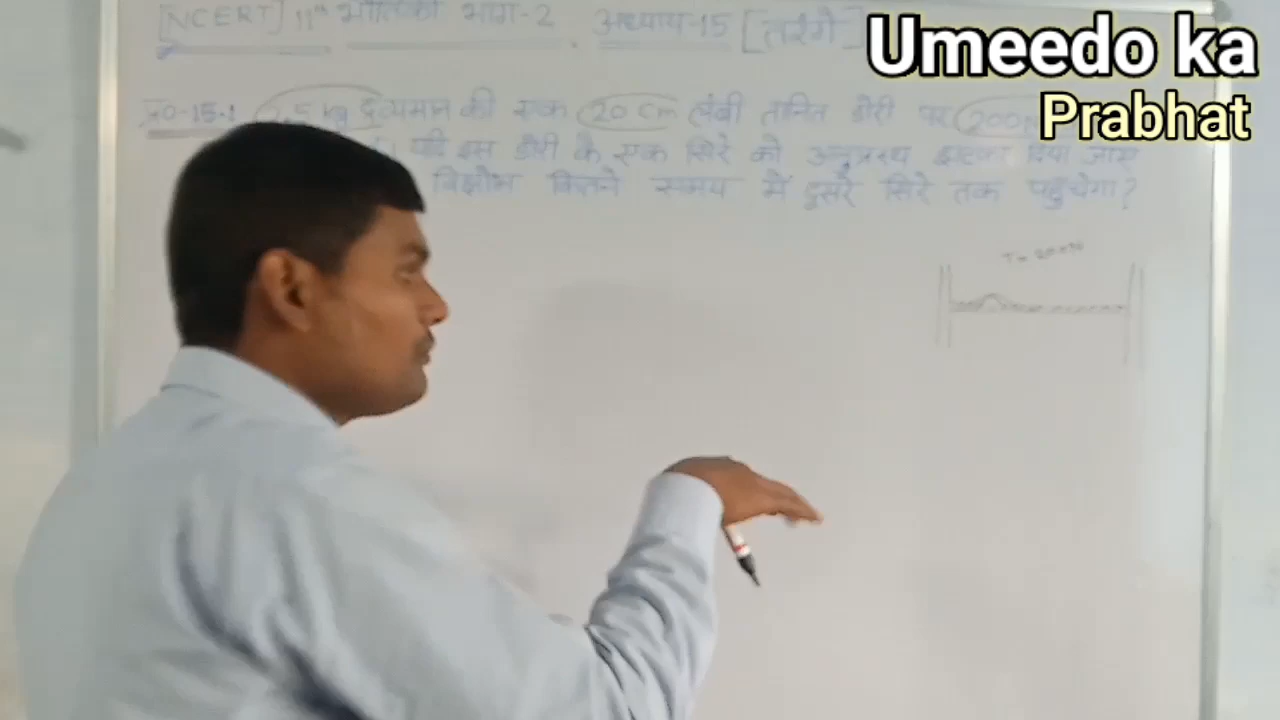 [NCERT] 11th भौतिकी भाग-2 अध्याय-15 [तरंगें]
Umeedo ka
Prabhat
प्र0-15.1 2.5 kg द्रव्यमान की एक 20 cm लंबी तानित डोरी पर 200
यदि इस डोरी के एक सिरे को अनुप्रस्थ झटका दिया जाए
विक्षोभ कितने समय में दूसरे सिरे तक पहुँचेगा?
T = 200N